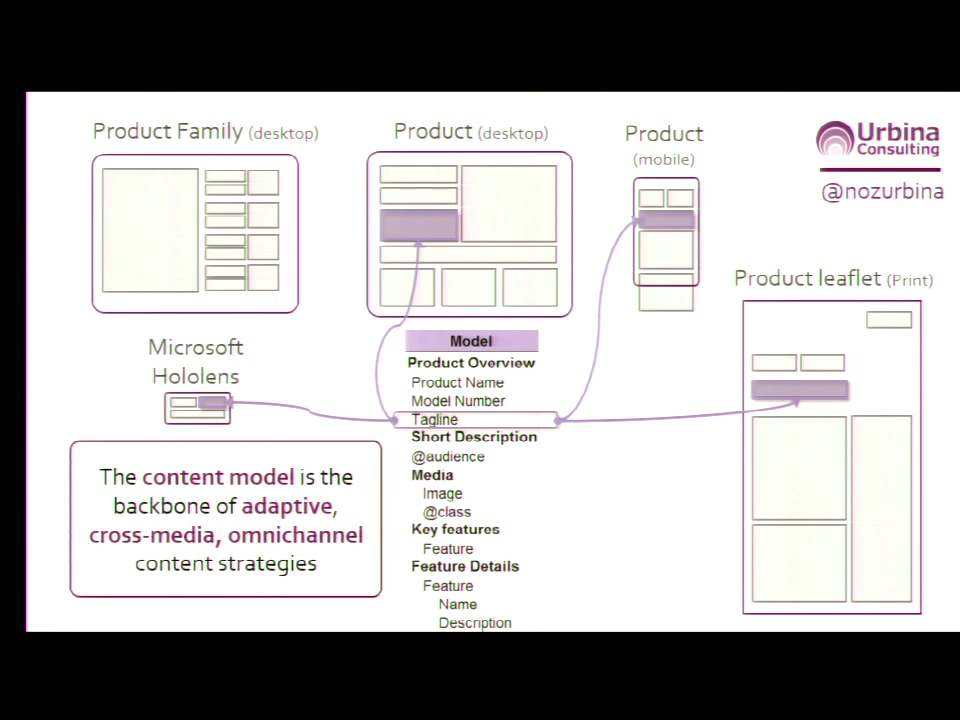 Product Family (desktop)
Product (desktop)
Product
(mobile)
Urbina
Consulting
@nozurbina
Product leaflet (Print)
Microsoft
Hololens
Model
Product Overview
Product Name
Model Number
Tagline
Short Description
@audience
Media
Image
@class
Key features
Feature
Feature Details
Feature
Name
Description
The content model is the
backbone of adaptive,
cross-media, omnichannel
content strategies